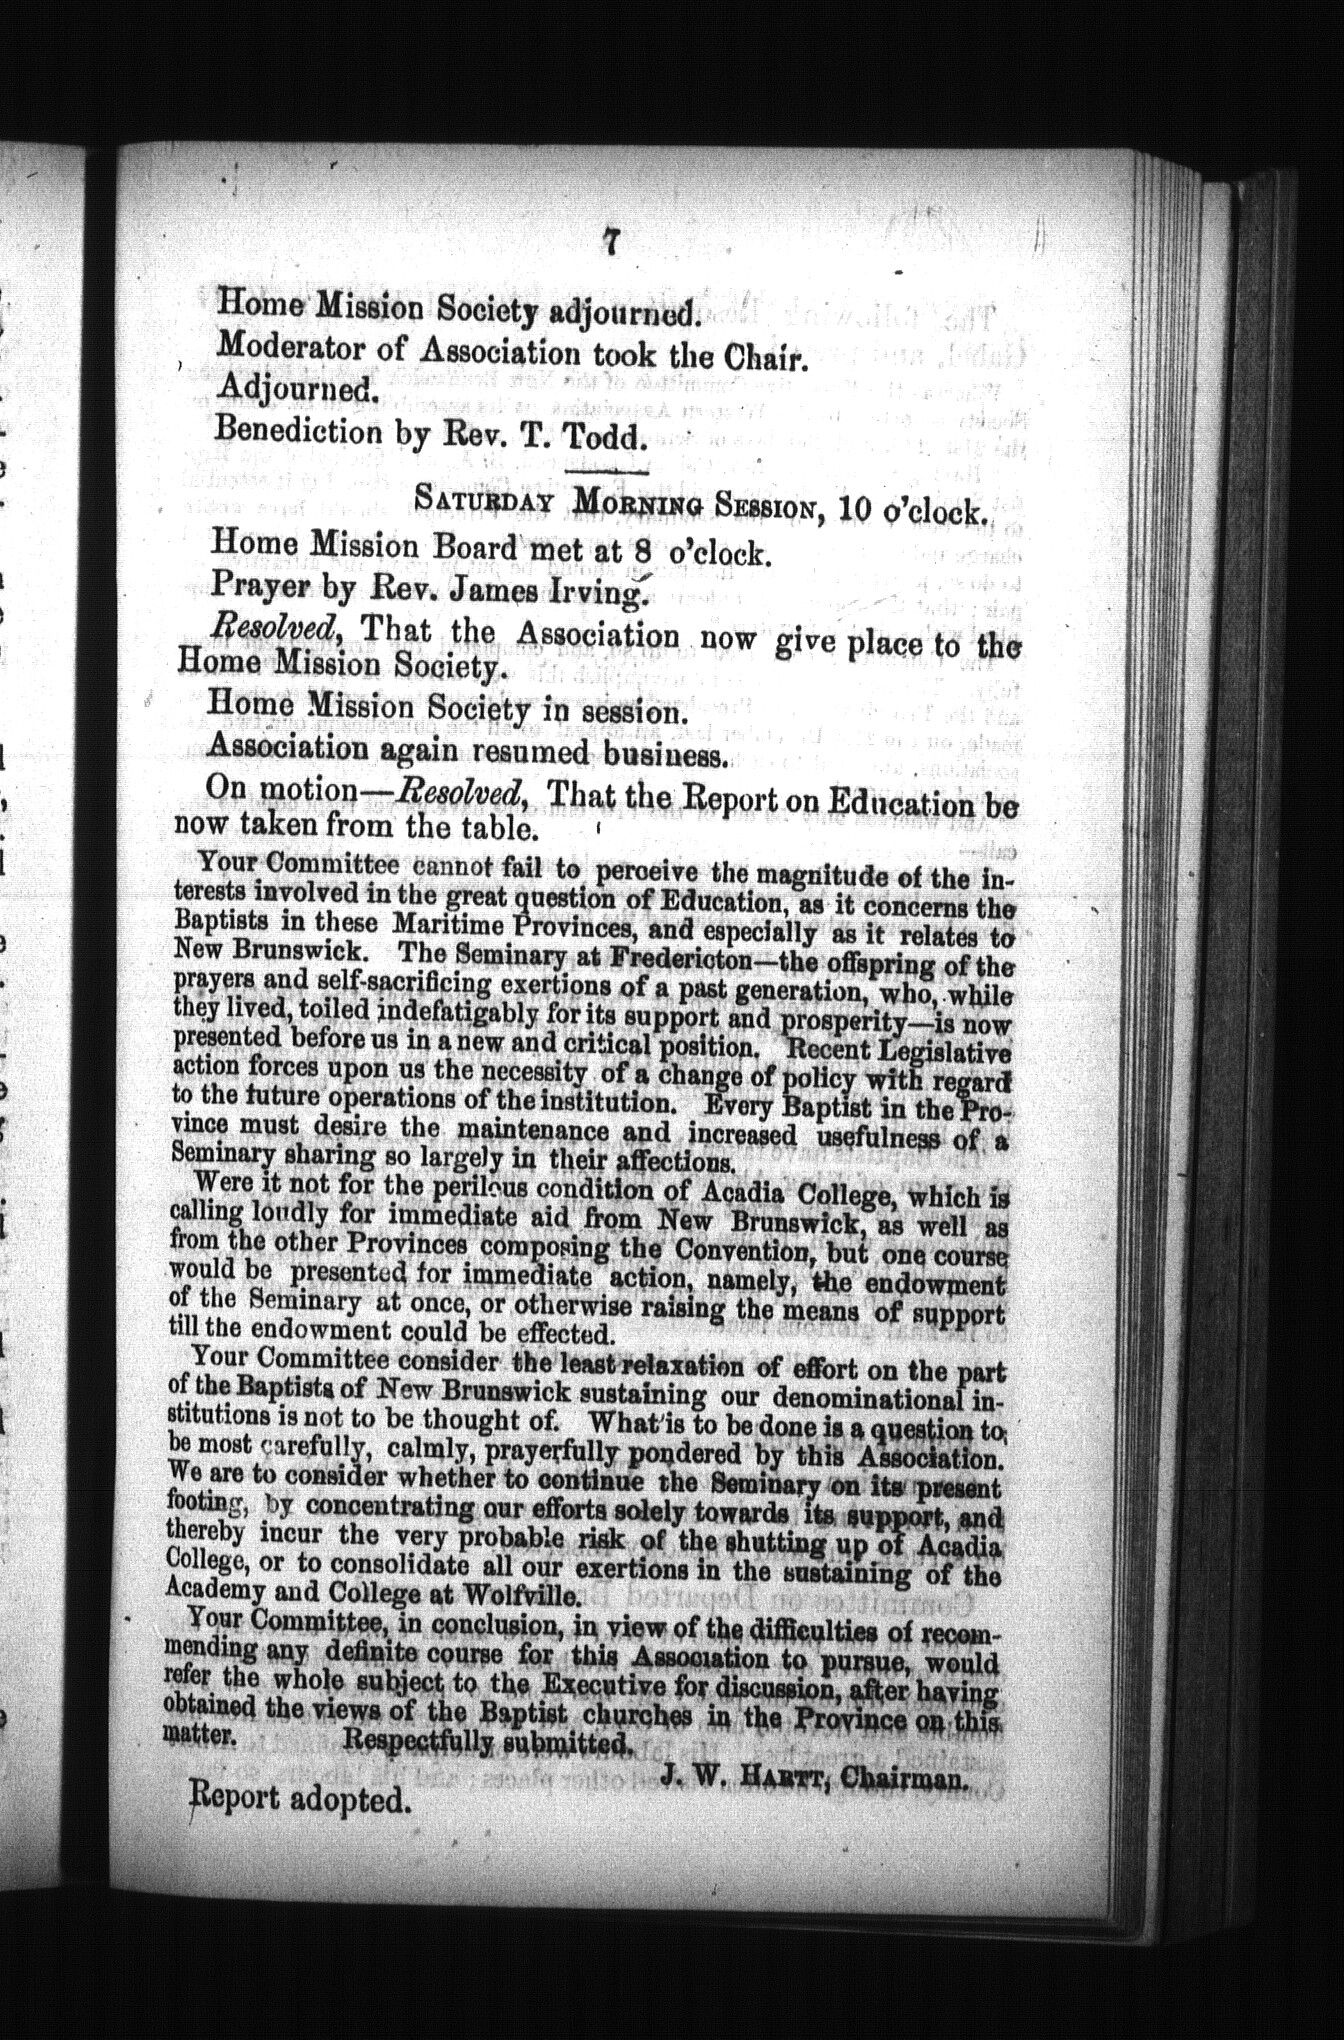 7
Home Mission Society adjourned.
Moderator of Association took the Chair.
Adjourned.
Benediction by Rev. T. Todd.
SATURDAY MORNING SESSION, 10 o'clock.
Home Mission Board met at 8 o'clock.
Prayer by Rev. James Irving.
Resolved, That the Association now give place to the
Home Mission Society.
Home Mission Society in session.
Association again resumed business.
On motion—Resolved, That the Report on Education be
now taken from the table.
Your Committee cannot fail to perceive the magnitude of the in-
terests involved in the great question of Education, as it concerns the
Baptists in these Maritime Provinces, and especially as it relates to
New Brunswick. The Seminary at Fredericton—the offspring of the
prayers and self-sacrificing exertions of a past generation, who, while
they lived, toiled indefatigably for its support and prosperity—is now
presented before us in a new and critical position. Recent Legislative
action forces upon us the necessity of a change of policy with regard
to the future operations of the institution. Every Baptist in the Pro-
vince must desire the maintenance and increased usefulness of a
Seminary sharing so largely in their affections.
Were it not for the perilous condition of Acadia College, which is
calling loudly for immediate aid from New Brunswick, as well as
from the other Provinces composing the Convention, but one course
would be presented for immediate action, namely, the endowment
of the Seminary at once, or otherwise raising the means of support
till the endowment could be effected.
Your Committee consider the least relaxation of effort on the part
of the Baptists of New Brunswick sustaining our denominational in-
stitutions is not to be thought of. What is to be done is a question to
be most carefully, calmly, prayerfully pondered by this Association.
We are to consider whether to continue the Seminary on its present
footing, by concentrating our efforts solely towards its support, and
thereby incur the very probable risk of the shutting up of Acadia
College, or to consolidate all our exertions in the sustaining of the
Academy and College at Wolfville.
Your Committee, in conclusion, in view of the difficulties of recom-
mending any definite course for this Association to pursue, would
refer the whole subject to the Executive for discussion, after having
obtained the views of the Baptist churches in the Province on this
matter. Respectfully submitted.
J. W. HARTT, Chairman.
Report adopted.